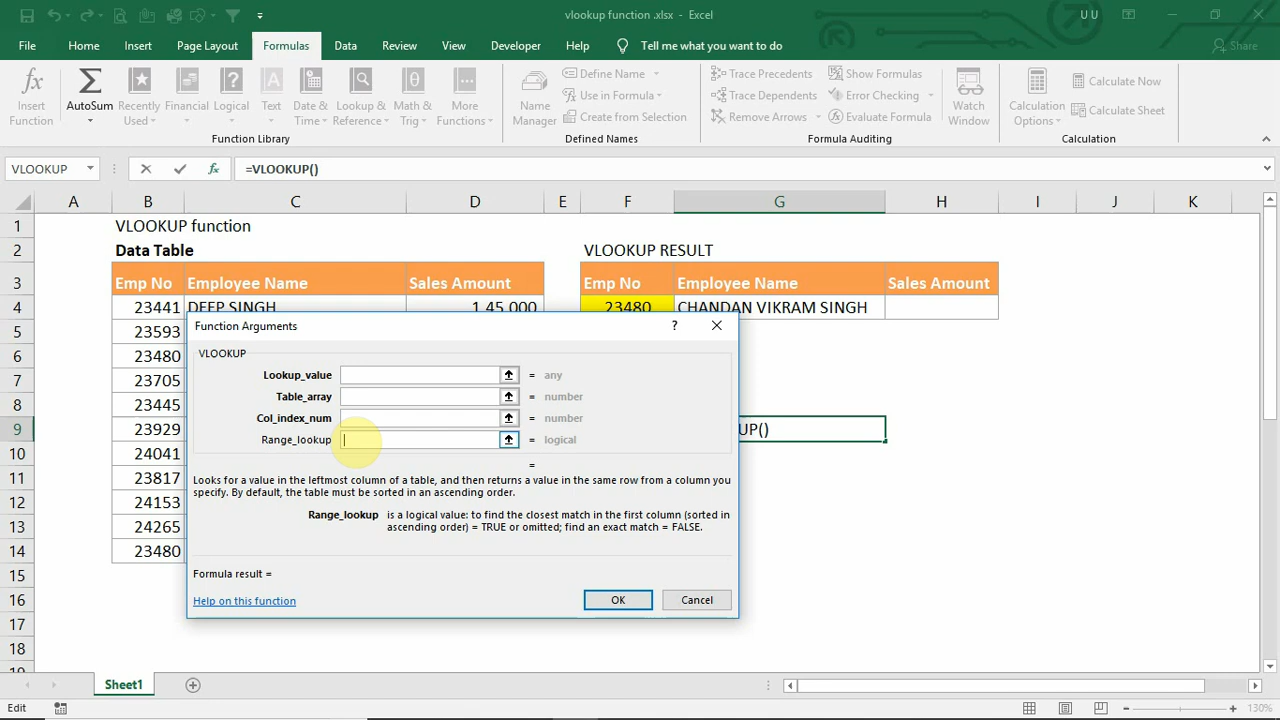 vlookup function .xlsx - Excel
U U
File Home Insert Page Layout Formulas Data Review View Developer Help Tell me what you want to do Share
Insert Function
AutoSum
Recently Used
Financial
Logical
Text
Date & Time
Lookup & Reference
Math & Trig
More Functions
Function Library
Name Manager
Define Name
Use in Formula
Create from Selection
Defined Names
Trace Precedents
Trace Dependents
Remove Arrows
Show Formulas
Error Checking
Evaluate Formula
Watch Window
Formula Auditing
Calculation Options
Calculate Now
Calculate Sheet
Calculation
VLOOKUP fx =VLOOKUP()
A B C D E F G H I J K
1 VLOOKUP function
2 Data Table VLOOKUP RESULT
3 Emp No Employee Name Sales Amount Emp No Employee Name Sales Amount
4 23441 DEEP SINGH 1,45,000 23480 CHANDAN VIKRAM SINGH
5 23593
6 23480
7 23705
8 23445
9 23929 UP()
10 24041
11 23817
12 24153
13 24265
14 23480
15
16
17
18
Function Arguments ?
VLOOKUP
Lookup_value = any
Table_array = number
Col_index_num = number
Range_lookup = logical
=
Looks for a value in the leftmost column of a table, and then returns a value in the same row from a column you
specify. By default, the table must be sorted in an ascending order.
Range_lookup is a logical value: to find the closest match in the first column (sorted in
ascending order) = TRUE or omitted; find an exact match = FALSE.
Formula result =
Help on this function OK Cancel
Sheet1
Edit 130%